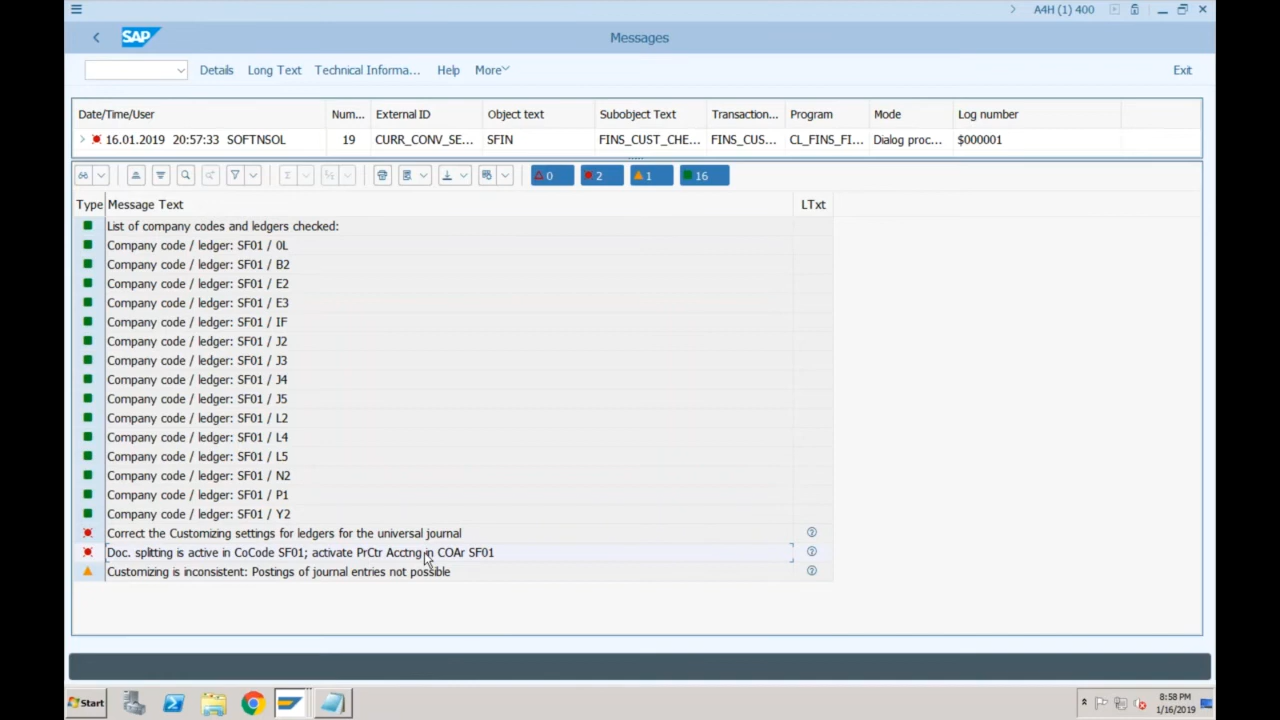 A4H (1) 400
SAP
Messages
Details Long Text Technical Informa... Help More Exit
Date/Time/User Num... External ID Object text Subobject Text Transaction... Program Mode Log number
16.01.2019 20:57:33 SOFTNSOL 19 CURR_CONV_SE... SFIN FINS_CUST_CHE... FINS_CUS... CL_FINS_FI... Dialog proc... $000001
0 2 1 16
Type Message Text LTxt
List of company codes and ledgers checked:
Company code / ledger: SF01 / 0L
Company code / ledger: SF01 / B2
Company code / ledger: SF01 / E2
Company code / ledger: SF01 / E3
Company code / ledger: SF01 / IF
Company code / ledger: SF01 / J2
Company code / ledger: SF01 / J3
Company code / ledger: SF01 / J4
Company code / ledger: SF01 / J5
Company code / ledger: SF01 / L2
Company code / ledger: SF01 / L4
Company code / ledger: SF01 / L5
Company code / ledger: SF01 / N2
Company code / ledger: SF01 / P1
Company code / ledger: SF01 / Y2
Correct the Customizing settings for ledgers for the universal journal
Doc. splitting is active in CoCode SF01; activate PrCtr Acctng in COAr SF01
Customizing is inconsistent: Postings of journal entries not possible
Start
8:58 PM
1/16/2019